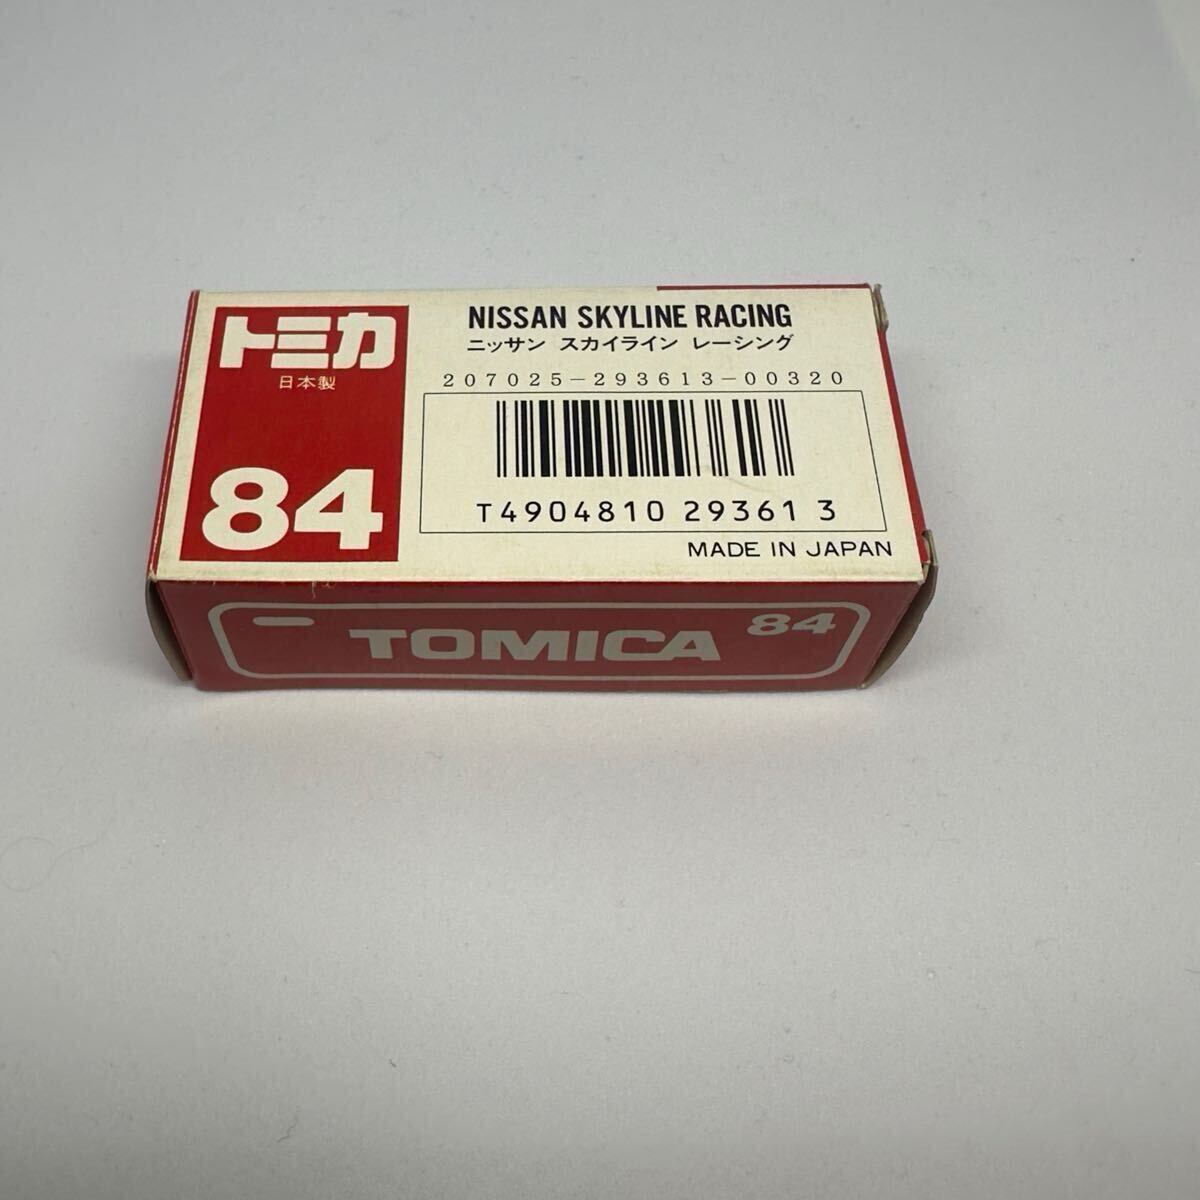 トミカ
日本製
84
NISSAN SKYLINE RACING
ニッサン スカイライン レーシング
207025-293613-00320
T4904810 29361 3
MADE IN JAPAN
TOMICA 84